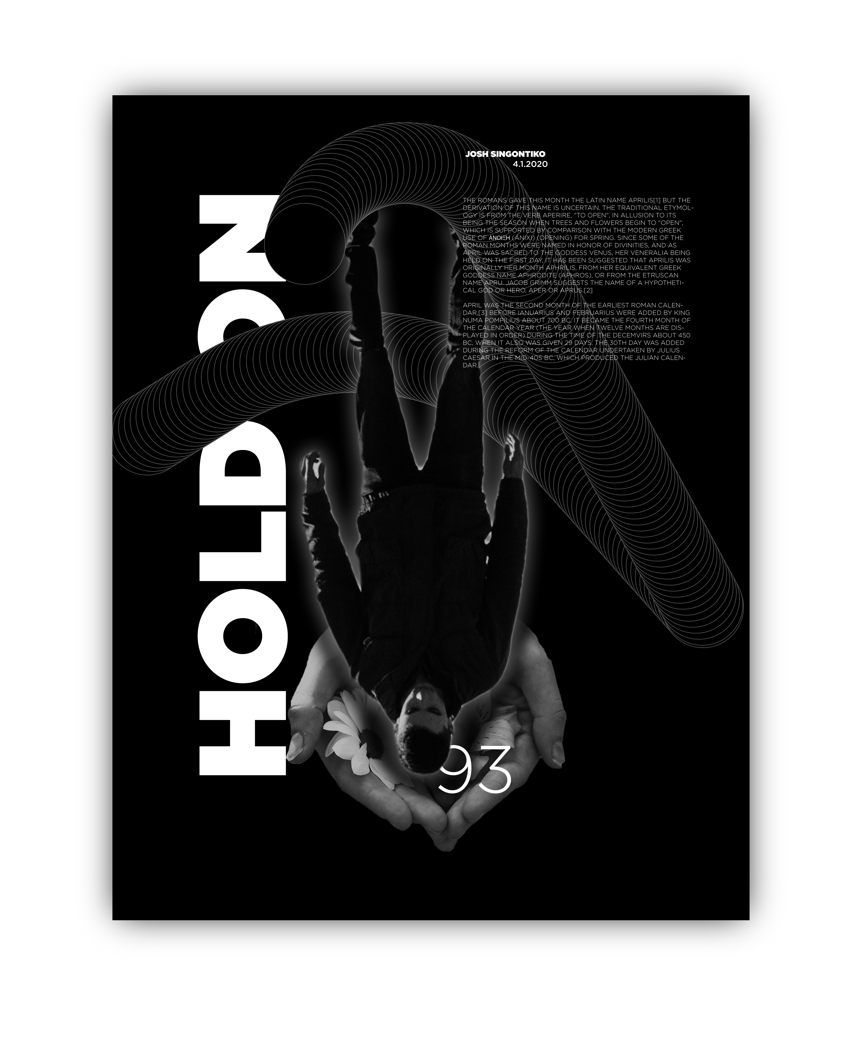 HOLD ON
JOSH SINGONTIKO
4.1.2020
THE ROMANS GAVE THIS MONTH THE LATIN NAME APRILIS[1] BUT THE
DERIVATION OF THIS NAME IS UNCERTAIN. THE TRADITIONAL ETYMOL-
OGY IS FROM THE VERB APERIRE, "TO OPEN", IN ALLUSION TO ITS
BEING THE SEASON WHEN TREES AND FLOWERS BEGIN TO "OPEN",
WHICH IS SUPPORTED BY COMPARISON WITH THE MODERN GREEK
USE OF ΆΝΟΙΞΗ (ÁNIXI) (OPENING) FOR SPRING. SINCE SOME OF THE
ROMAN MONTHS WERE NAMED IN HONOR OF DIVINITIES, AND AS
APRIL WAS SACRED TO THE GODDESS VENUS, HER VENERALIA BEING
HELD ON THE FIRST DAY, IT HAS BEEN SUGGESTED THAT APRILIS WAS
ORIGINALLY HER MONTH APHRILIS, FROM HER EQUIVALENT GREEK
GODDESS NAME APHRODITE (APHROS), OR FROM THE ETRUSCAN
NAME APRU. JACOB GRIMM SUGGESTS THE NAME OF A HYPOTHETI-
CAL GOD OR HERO, APER OR APRUS.[2]
APRIL WAS THE SECOND MONTH OF THE EARLIEST ROMAN CALEN-
DAR,[3] BEFORE IANUARIUS AND FEBRUARIUS WERE ADDED BY KING
NUMA POMPILIUS ABOUT 700 BC. IT BECAME THE FOURTH MONTH OF
THE CALENDAR YEAR (THE YEAR WHEN TWELVE MONTHS ARE DIS-
PLAYED IN ORDER) DURING THE TIME OF THE DECEMVIRS ABOUT 450
BC, WHEN IT ALSO WAS GIVEN 29 DAYS. THE 30TH DAY WAS ADDED
DURING THE REFORM OF THE CALENDAR UNDERTAKEN BY JULIUS
CAESAR IN THE MID-40S BC, WHICH PRODUCED THE JULIAN CALEN-
DAR.
93